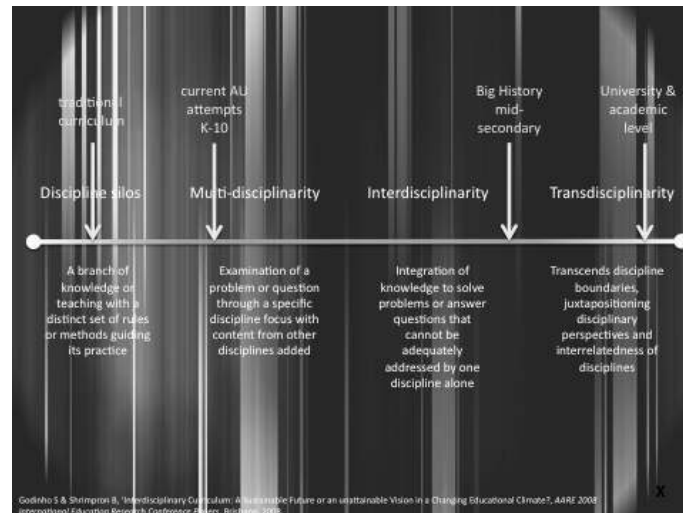 traditional
curriculum
current AU
attempts
K-10
Big History
mid-
secondary
University &
academic
level
Discipline silos
Multi-disciplinarity
Interdisciplinarity
Transdisciplinarity
A branch of
knowledge or
teaching with a
distinct set of rules
or methods guiding
its practice
Examination of a
problem or question
through a specific
discipline focus with
content from other
disciplines added
Integration of
knowledge to solve
problems or answer
questions that
cannot be
adequately
addressed by one
discipline alone
Transcends discipline
boundaries,
juxtapositioning
disciplinary
perspectives and
interrelatedness of
disciplines
X
Godinho S & Shrimpron B, 'Interdisciplinary Curriculum: A Sustainable Future or an unattainable Vision in a Changing Educational Climate?, AARE 2008
International Education Research Conference Papers, Brisbane, 2008